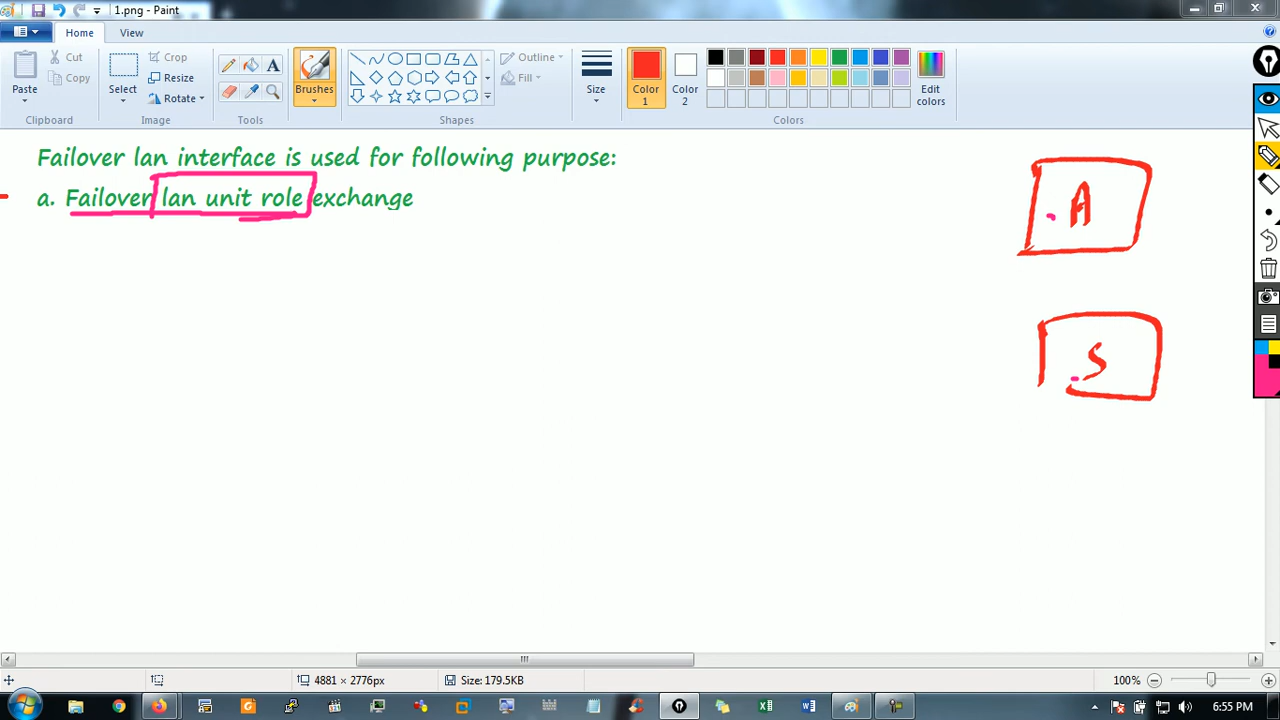 1.png - Paint
Home
View
Paste
Cut
Copy
Clipboard
Select
Crop
Resize
Rotate
Image
Tools
Brushes
Outline
Fill
Shapes
Size
Color 1
Color 2
Edit colors
Colors
Failover lan interface is used for following purpose:
a. Failover lan unit role exchange
A
S
4881 × 2776px
Size: 179.5KB
100%
6:55 PM